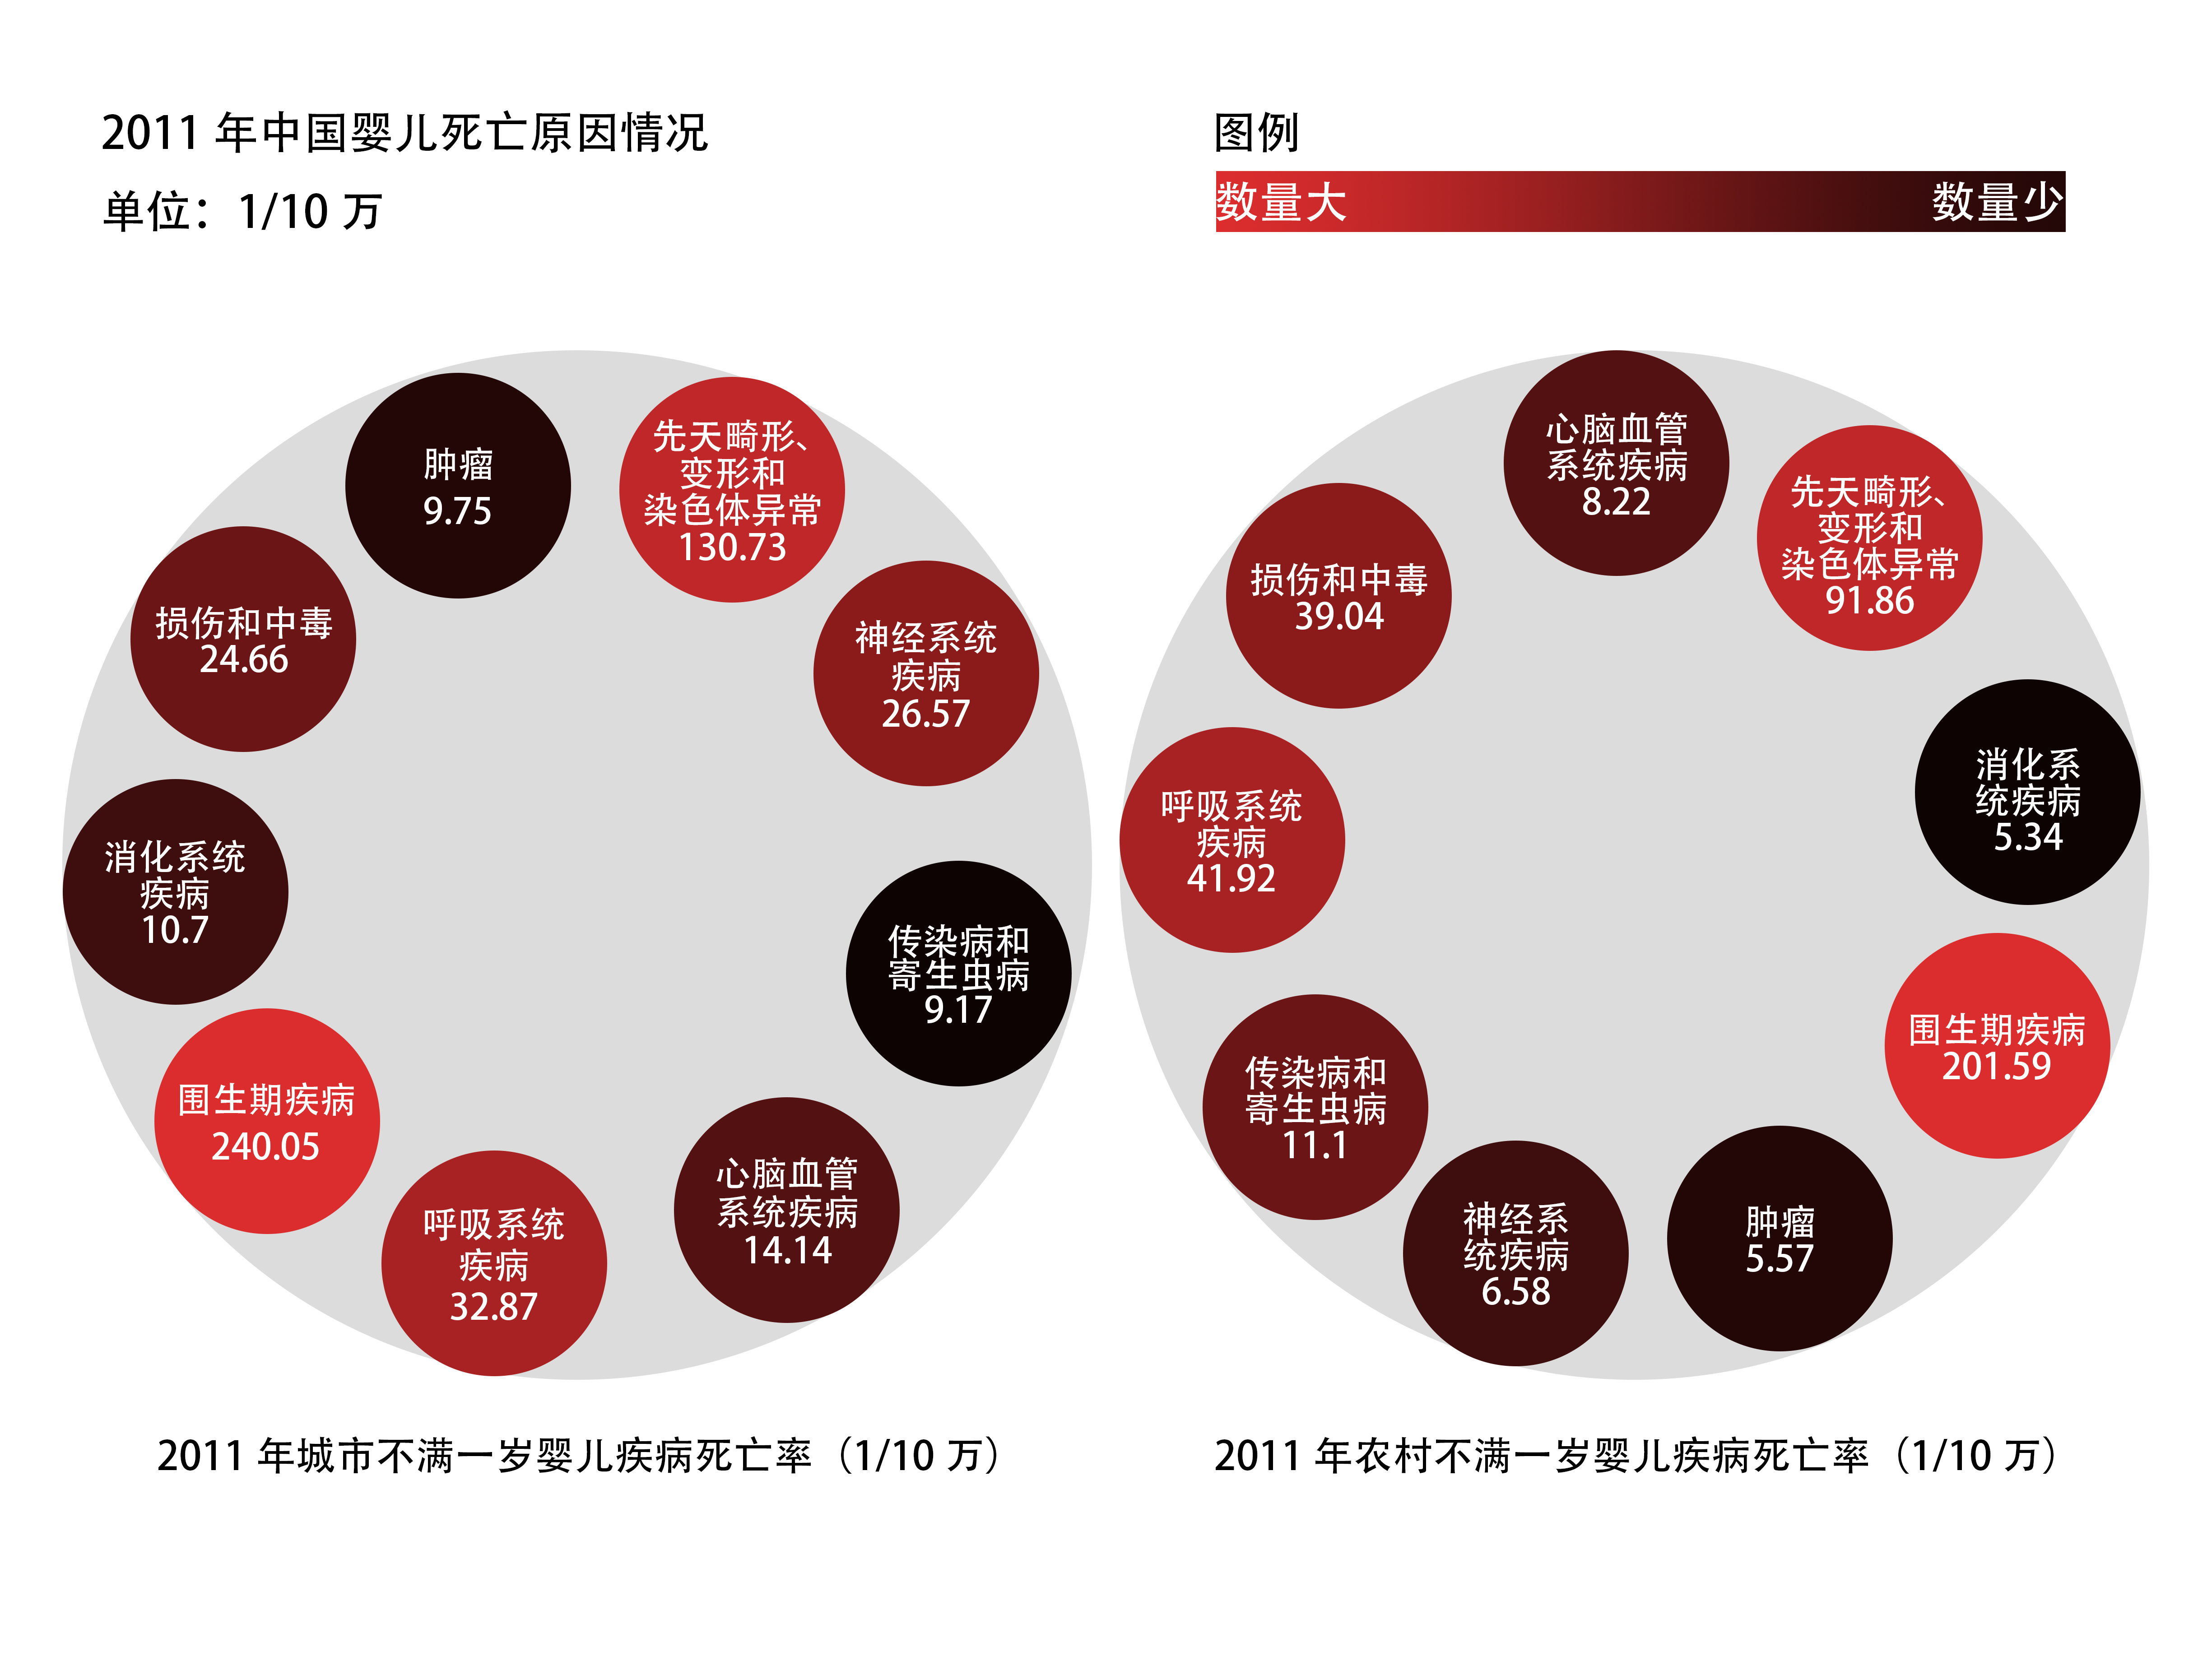 2011 年中国婴儿死亡原因情况
单位：1/10 万
图例
数量大
数量少
肿瘤
9.75
先天畸形、
变形和
染色体异常
130.73
损伤和中毒
24.66
神经系统
疾病
26.57
消化系统
疾病
10.7
传染病和
寄生虫病
9.17
围生期疾病
240.05
呼吸系统
疾病
32.87
心脑血管
系统疾病
14.14
2011 年城市不满一岁婴儿疾病死亡率（1/10 万）
心脑血管
系统疾病
8.22
先天畸形、
变形和
染色体异常
91.86
损伤和中毒
39.04
呼吸系统
疾病
41.92
消化系
统疾病
5.34
围生期疾病
201.59
传染病和
寄生虫病
11.1
神经系
统疾病
6.58
肿瘤
5.57
2011 年农村不满一岁婴儿疾病死亡率（1/10 万）